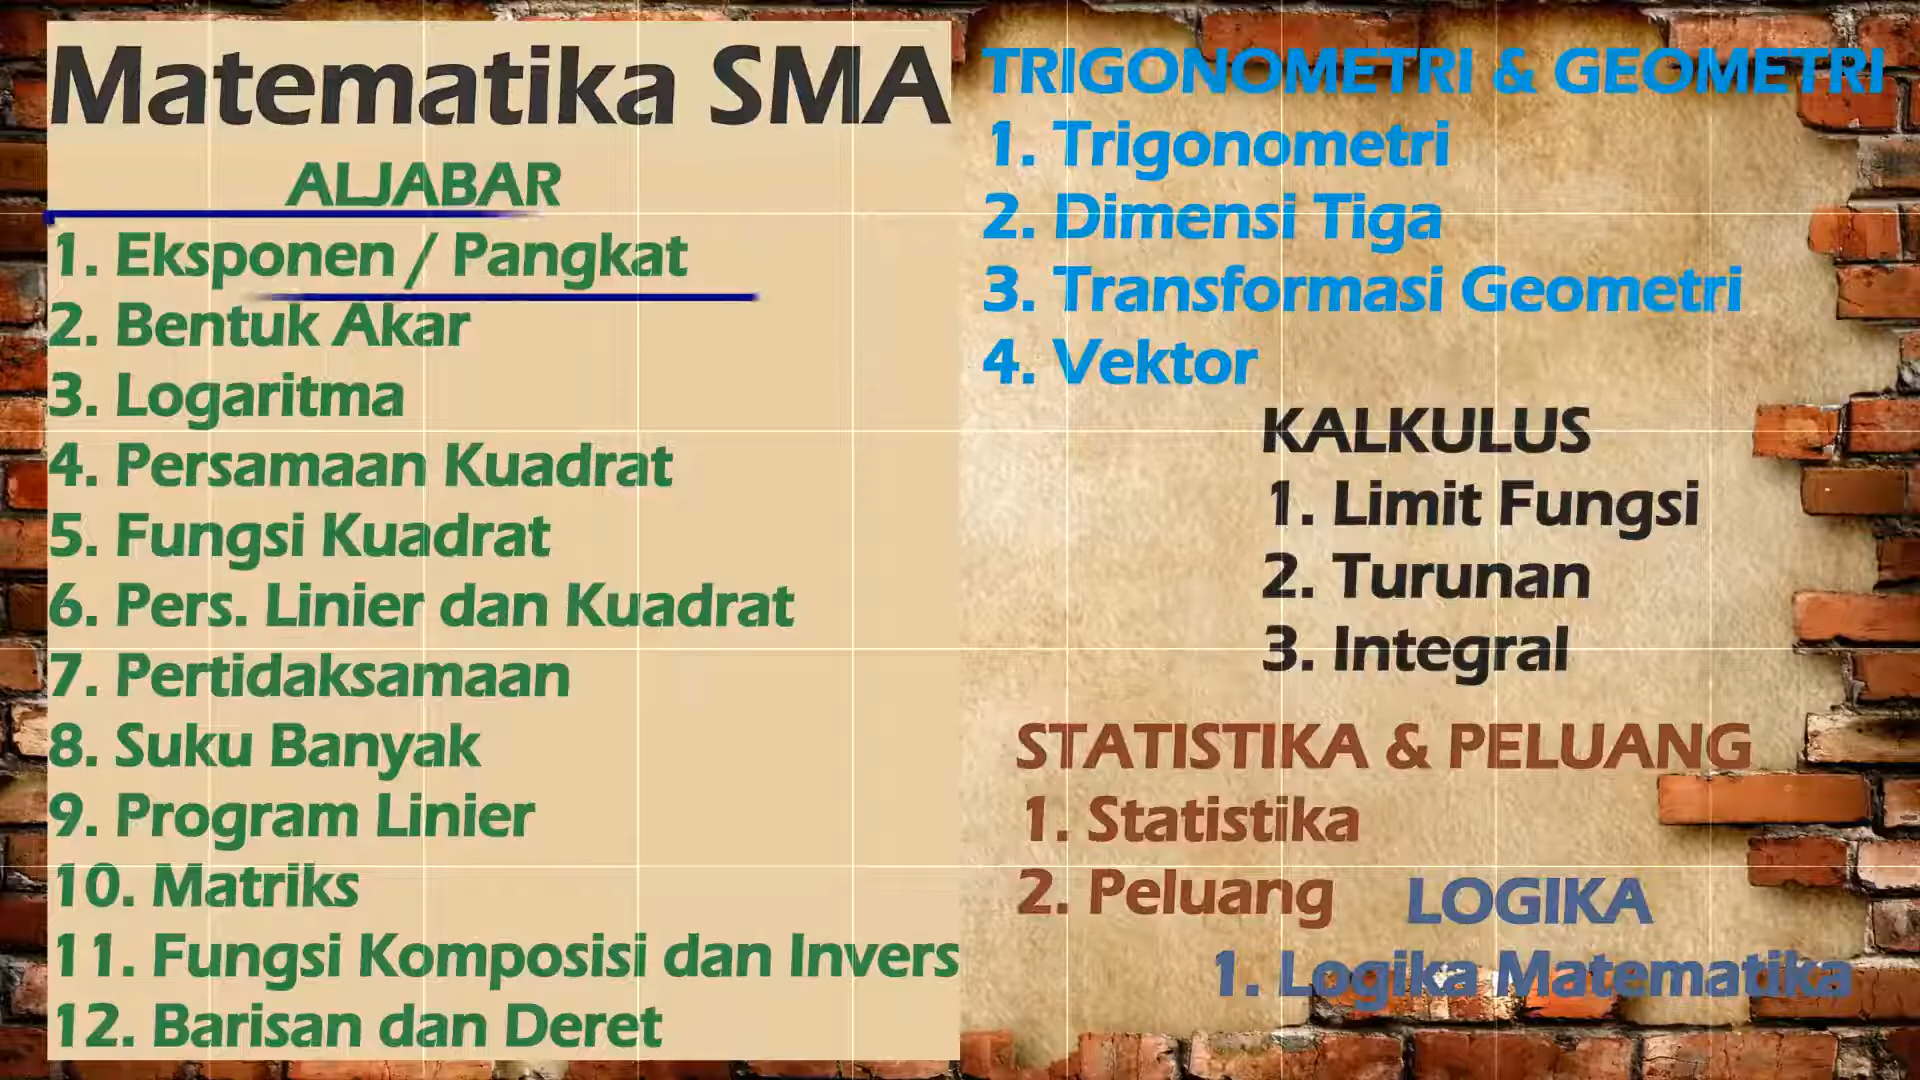 Matematika SMA
ALJABAR
1. Eksponen / Pangkat
2. Bentuk Akar
3. Logaritma
4. Persamaan Kuadrat
5. Fungsi Kuadrat
6. Pers. Linier dan Kuadrat
7. Pertidaksamaan
8. Suku Banyak
9. Program Linier
10. Matriks
11. Fungsi Komposisi dan Invers
12. Barisan dan Deret
TRIGONOMETRI & GEOMETRI
1. Trigonometri
2. Dimensi Tiga
3. Transformasi Geometri
4. Vektor
KALKULUS
1. Limit Fungsi
2. Turunan
3. Integral
STATISTIKA & PELUANG
1. Statistika
2. Peluang
LOGIKA
1. Logika Matematika